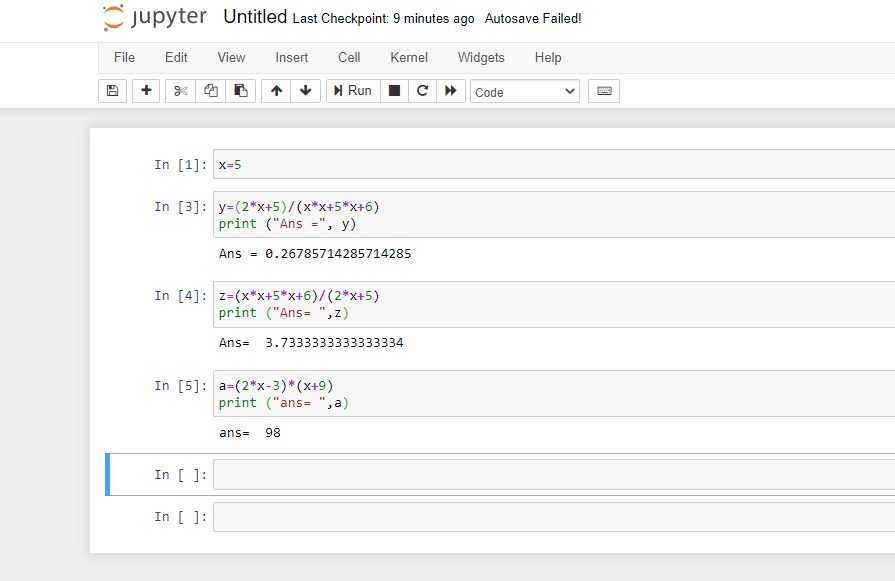 jupyter Untitled Last Checkpoint: 9 minutes ago Autosave Failed!
File Edit View Insert Cell Kernel Widgets Help
Run Code
In [1]: x=5
In [3]: y=(2*x+5)/(x*x+5*x+6)
print ("Ans =", y)
Ans = 0.26785714285714285
In [4]: z=(x*x+5*x+6)/(2*x+5)
print ("Ans= ",z)
Ans=  3.7333333333333334
In [5]: a=(2*x-3)*(x+9)
print ("ans= ",a)
ans=  98
In [ ]:
In [ ]: